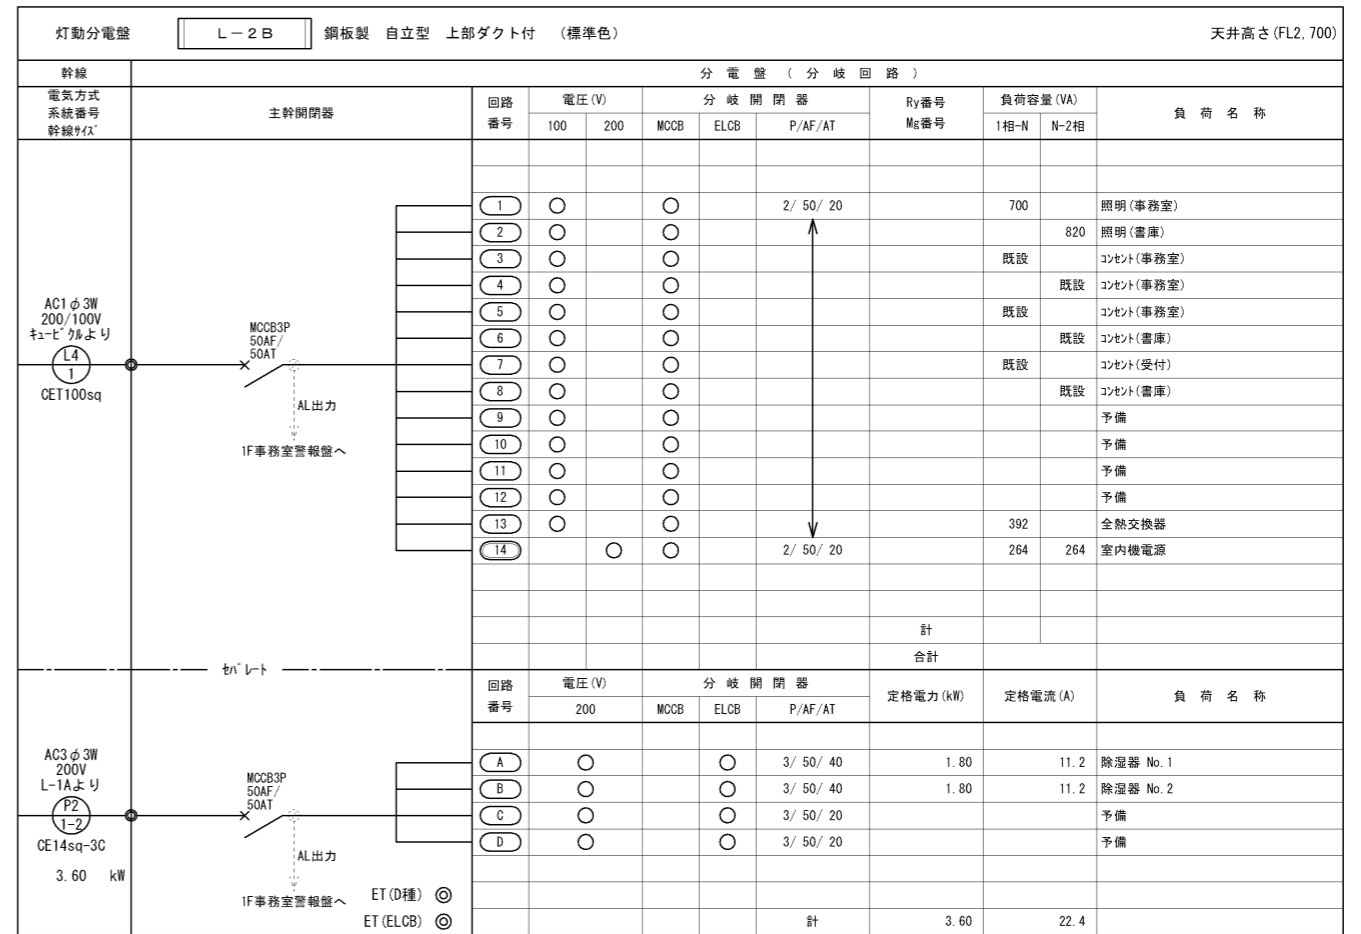 灯動分電盤 L－2B 鋼板製 自立型 上部ダクト付 （標準色） 天井高さ(FL2,700)
幹線 分電盤（分岐回路）
電気方式
系統番号
幹線ｻｲｽﾞ
主幹開閉器
回路番号 電圧(V) 分岐開閉器 Ry番号 Mg番号 負荷容量(VA) 負荷名称
100 200 MCCB ELCB P/AF/AT 1相-N N-2相
1 ○ ○ 2/ 50/ 20 700 照明(事務室)
2 ○ ○ 820 照明(書庫)
3 ○ ○ 既設 ｺﾝｾﾝﾄ(事務室)
4 ○ ○ 既設 ｺﾝｾﾝﾄ(事務室)
5 ○ ○ 既設 ｺﾝｾﾝﾄ(事務室)
6 ○ ○ 既設 ｺﾝｾﾝﾄ(書庫)
7 ○ ○ 既設 ｺﾝｾﾝﾄ(受付)
8 ○ ○ 既設 ｺﾝｾﾝﾄ(書庫)
9 ○ ○ 予備
10 ○ ○ 予備
11 ○ ○ 予備
12 ○ ○ 予備
13 ○ ○ 392 全熱交換器
14 ○ ○ 2/ 50/ 20 264 264 室内機電源
計
合計
AC1φ3W
200/100V
ｷｭｰﾋﾞｸﾙより
L4
1
CET100sq
MCCB3P
50AF/
50AT
AL出力
1F事務室警報盤へ
ｾﾊﾟﾚｰﾄ
回路番号 電圧(V) 分岐開閉器 定格電力(kW) 定格電流(A) 負荷名称
200 MCCB ELCB P/AF/AT
A ○ ○ 3/ 50/ 40 1.80 11.2 除湿器 No.1
B ○ ○ 3/ 50/ 40 1.80 11.2 除湿器 No.2
C ○ ○ 3/ 50/ 20 予備
D ○ ○ 3/ 50/ 20 予備
計 3.60 22.4
AC3φ3W
200V
L-1Aより
P2
1-2
CE14sq-3C
3.60 kW
MCCB3P
50AF/
50AT
AL出力
1F事務室警報盤へ
ET(D種) ◎
ET(ELCB) ◎